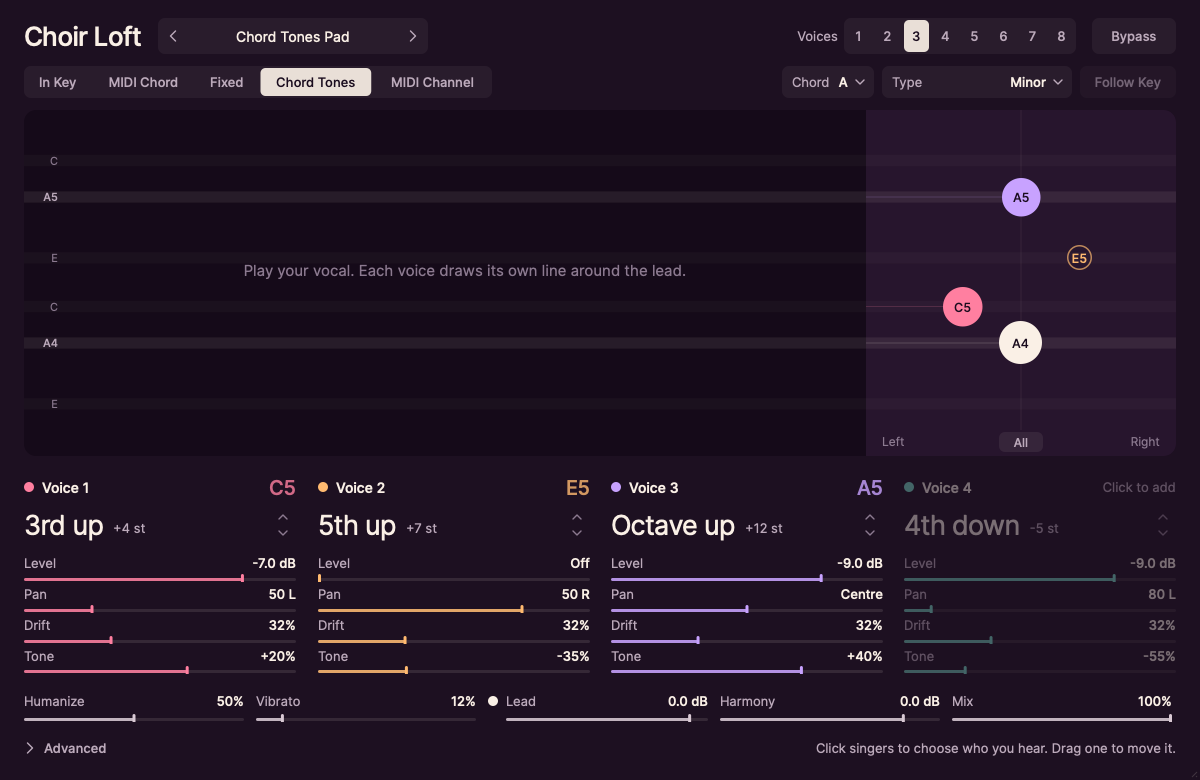 Choir Loft
Chord Tones Pad
Voices 1 2 3 4 5 6 7 8
Bypass
In Key MIDI Chord Fixed Chord Tones MIDI Channel
Chord A
Type Minor
Follow Key
C
A5 A5
E E5
Play your vocal. Each voice draws its own line around the lead.
C C5
A4 A4
E
Left All Right
Voice 1 C5
3rd up +4 st
Level -7.0 dB
Pan 50 L
Drift 32%
Tone +20%
Voice 2 E5
5th up +7 st
Level Off
Pan 50 R
Drift 32%
Tone -35%
Voice 3 A5
Octave up +12 st
Level -9.0 dB
Pan Centre
Drift 32%
Tone +40%
Voice 4 Click to add
4th down -5 st
Level -9.0 dB
Pan 80 L
Drift 32%
Tone -55%
Humanize 50% Vibrato 12% Lead 0.0 dB Harmony 0.0 dB Mix 100%
Advanced
Click singers to choose who you hear. Drag one to move it.